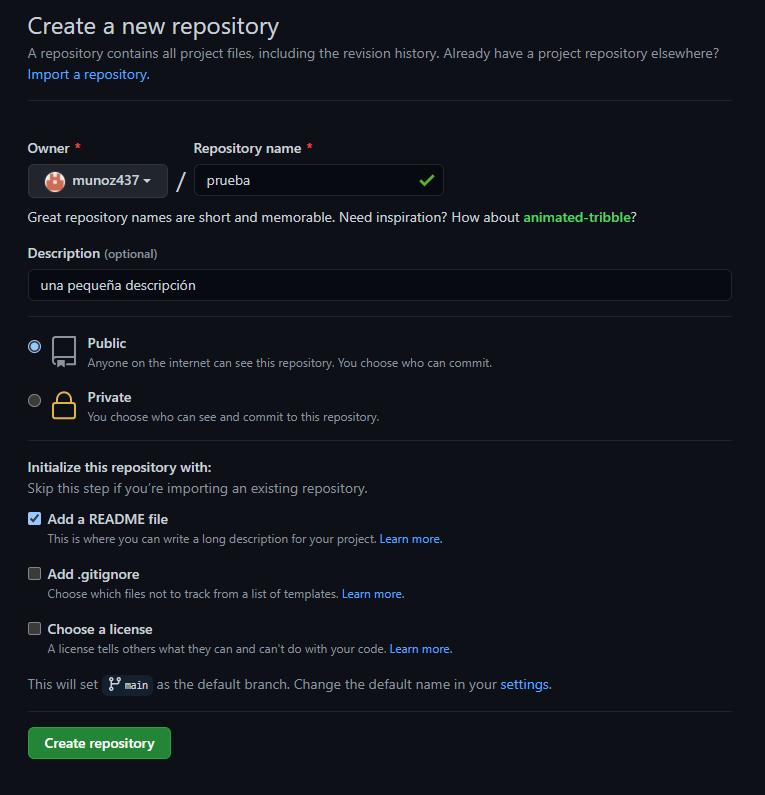 Create a new repository
A repository contains all project files, including the revision history. Already have a project repository elsewhere?
Import a repository.
Owner * Repository name *
munoz437 / prueba
Great repository names are short and memorable. Need inspiration? How about animated-tribble?
Description (optional)
una pequeña descripción
Public
Anyone on the internet can see this repository. You choose who can commit.
Private
You choose who can see and commit to this repository.
Initialize this repository with:
Skip this step if you're importing an existing repository.
Add a README file
This is where you can write a long description for your project. Learn more.
Add .gitignore
Choose which files not to track from a list of templates. Learn more.
Choose a license
A license tells others what they can and can't do with your code. Learn more.
This will set main as the default branch. Change the default name in your settings.
Create repository